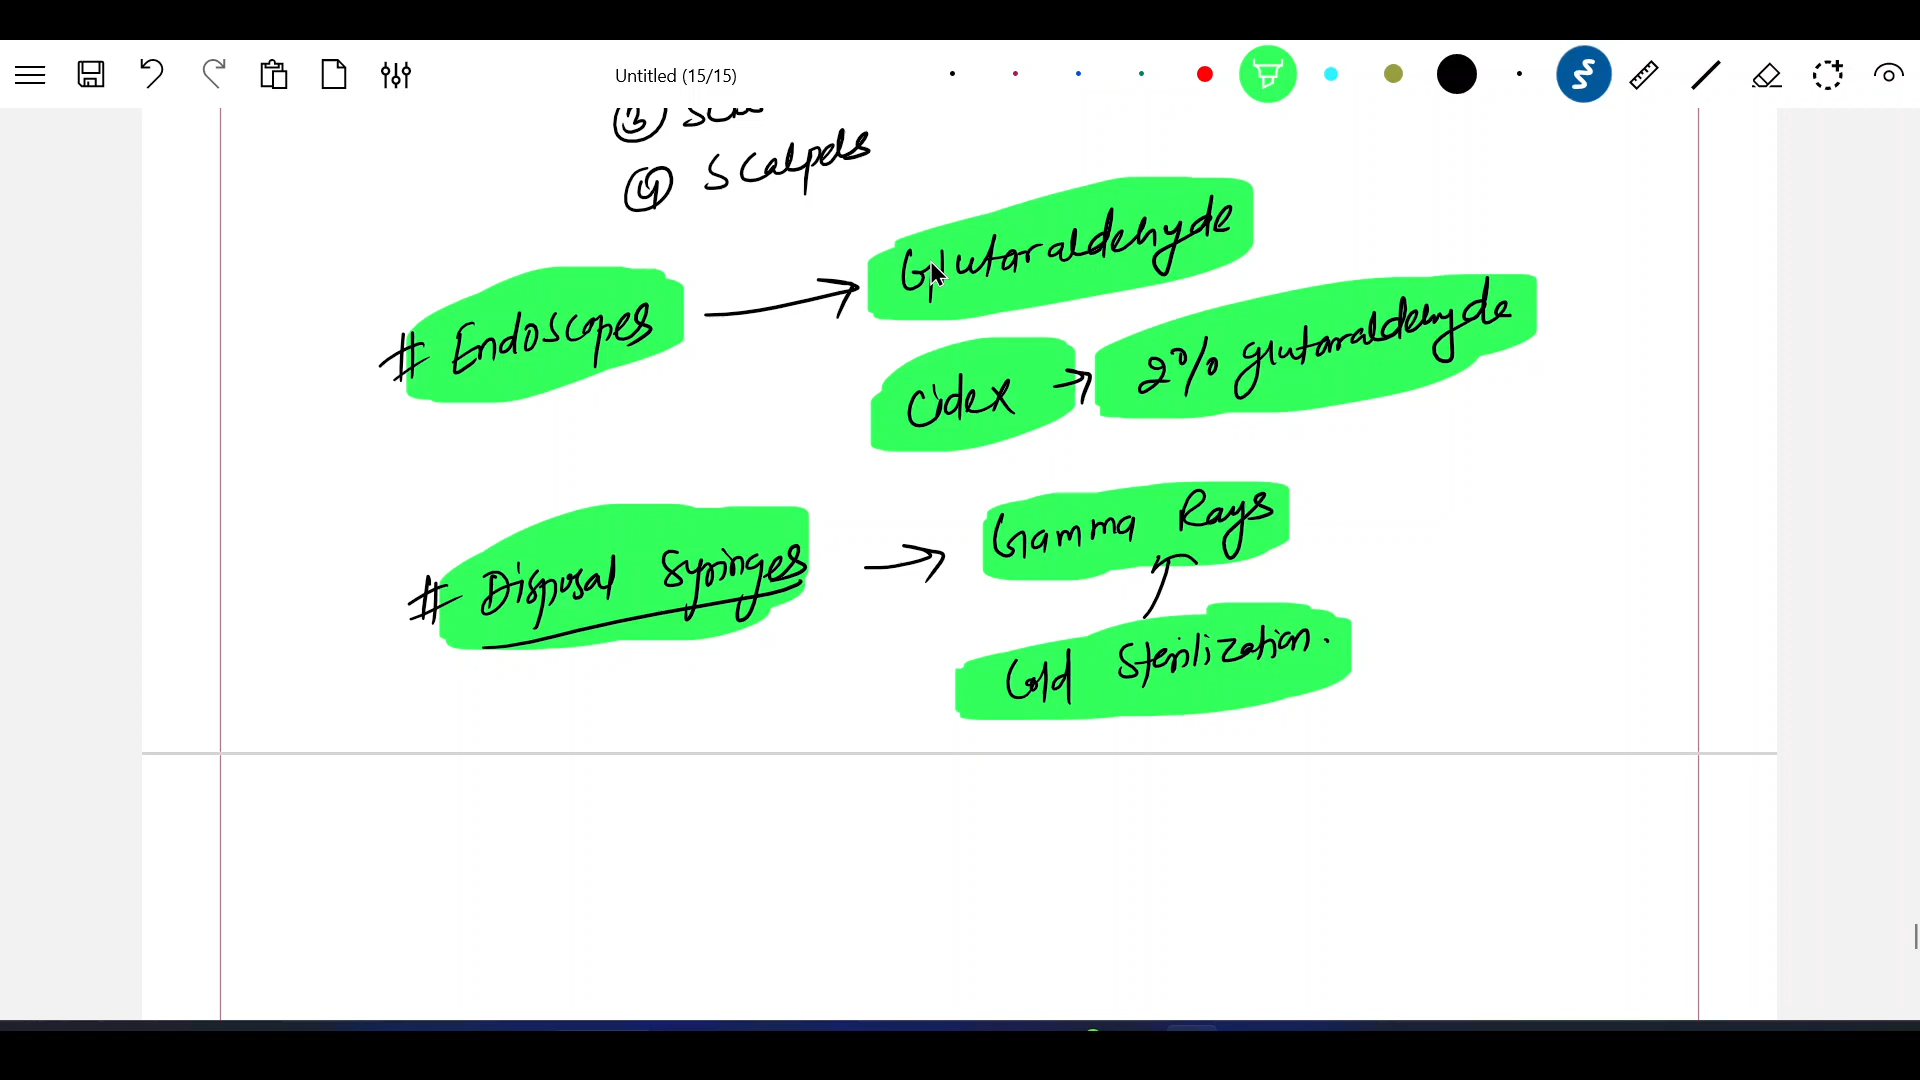 Untitled (15/15)
④ Scalpels
# Endoscopes → Glutaraldehyde
Cidex → 2% glutaraldehyde
# Disposal Syringes → Gamma Rays
Cold Sterilization.